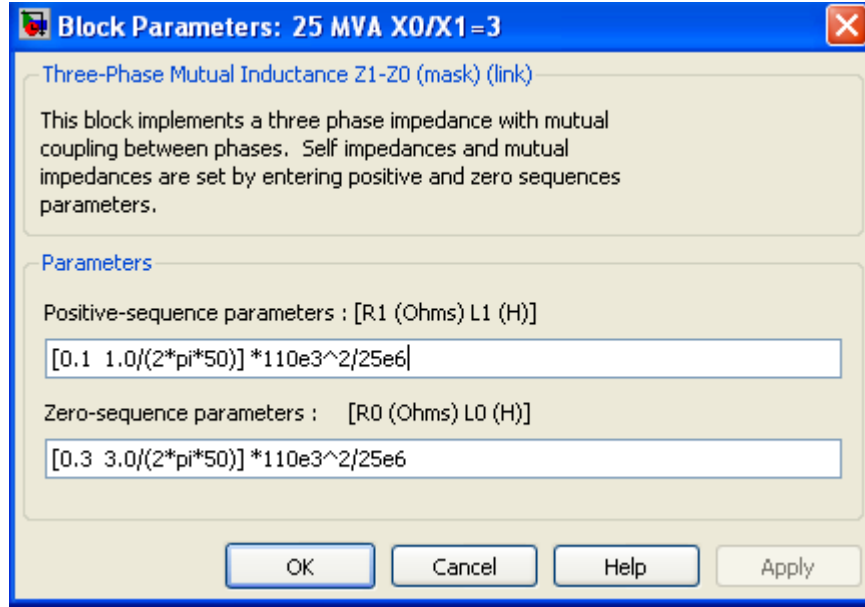 Block Parameters: 25 MVA X0/X1=3
Three-Phase Mutual Inductance Z1-Z0 (mask) (link)
This block implements a three phase impedance with mutual
coupling between phases. Self impedances and mutual
impedances are set by entering positive and zero sequences
parameters.
Parameters
Positive-sequence parameters : [R1 (Ohms) L1 (H)]
[0.1 1.0/(2*pi*50)] *110e3^2/25e6
Zero-sequence parameters : [R0 (Ohms) L0 (H)]
[0.3 3.0/(2*pi*50)] *110e3^2/25e6
OK Cancel Help Apply